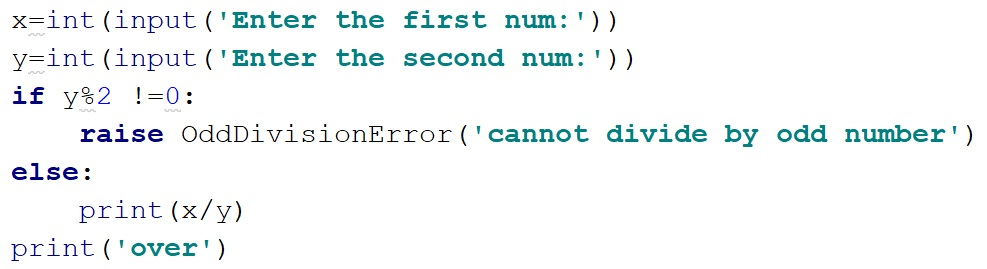 x=int(input('Enter the first num:'))
y=int(input('Enter the second num:'))
if y%2 !=0:
    raise OddDivisionError('cannot divide by odd number')
else:
    print(x/y)
print('over')